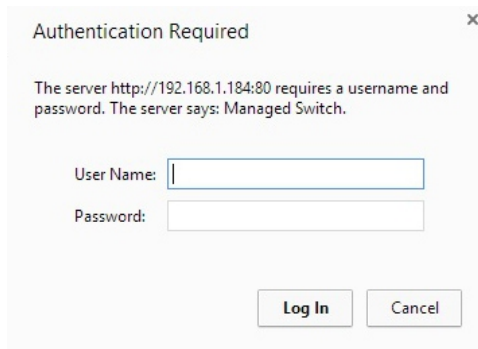 Authentication Required
The server http://192.168.1.184:80 requires a username and
password. The server says: Managed Switch.
User Name:
Password:
Log In
Cancel